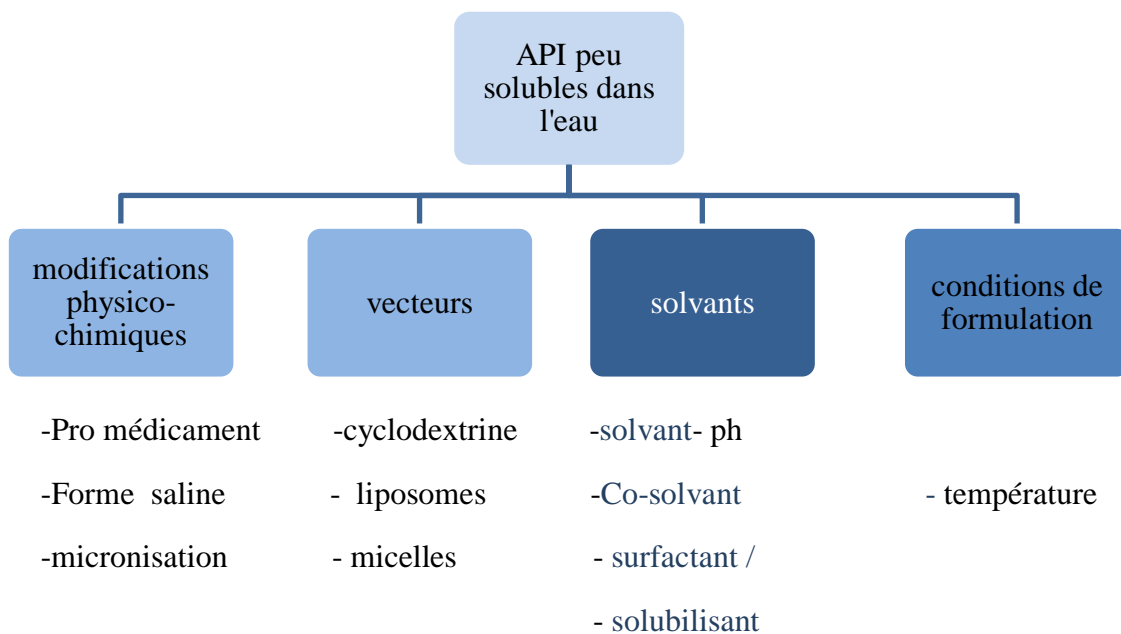 API peu
solubles dans
l'eau
modifications
physico-
chimiques
vecteurs
solvants
conditions de
formulation
-Pro médicament
-Forme saline
-micronisation
-cyclodextrine
- liposomes
- micelles
-solvant- ph
-Co-solvant
- surfactant /
- solubilisant
- température